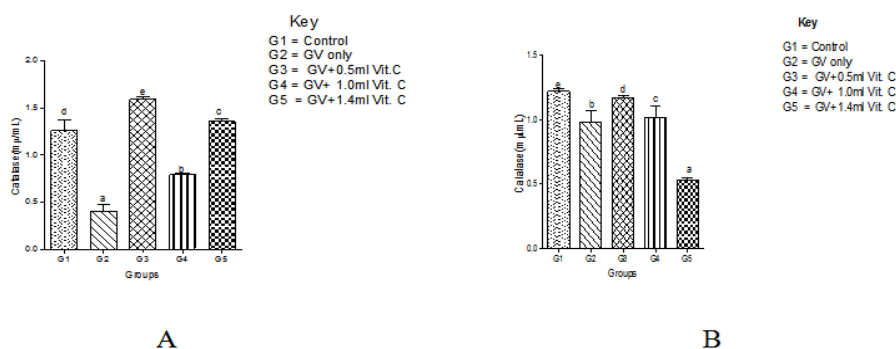 Key
G1 = Control
G2 = GV only
G3 = GV+0.5ml Vit.C
G4 = GV+ 1.0ml Vit. C
G5 = GV+1.4ml Vit. C
Catalase(mµ/mL)
2.0
1.5
1.0
0.5
0.0
d
a
e
b
c
G1 G2 G3 G4 G5
Groups
A
Key
G1 = Control
G2 = GV only
G3 = GV+0.5ml Vit. C
G4 = GV+ 1.0ml Vit. C
G5 = GV+1.4ml Vit. C
1.5
1.0
0.5
0.0
e
b
d
c
a
G1 G2 G3 G4 G5
Groups
B